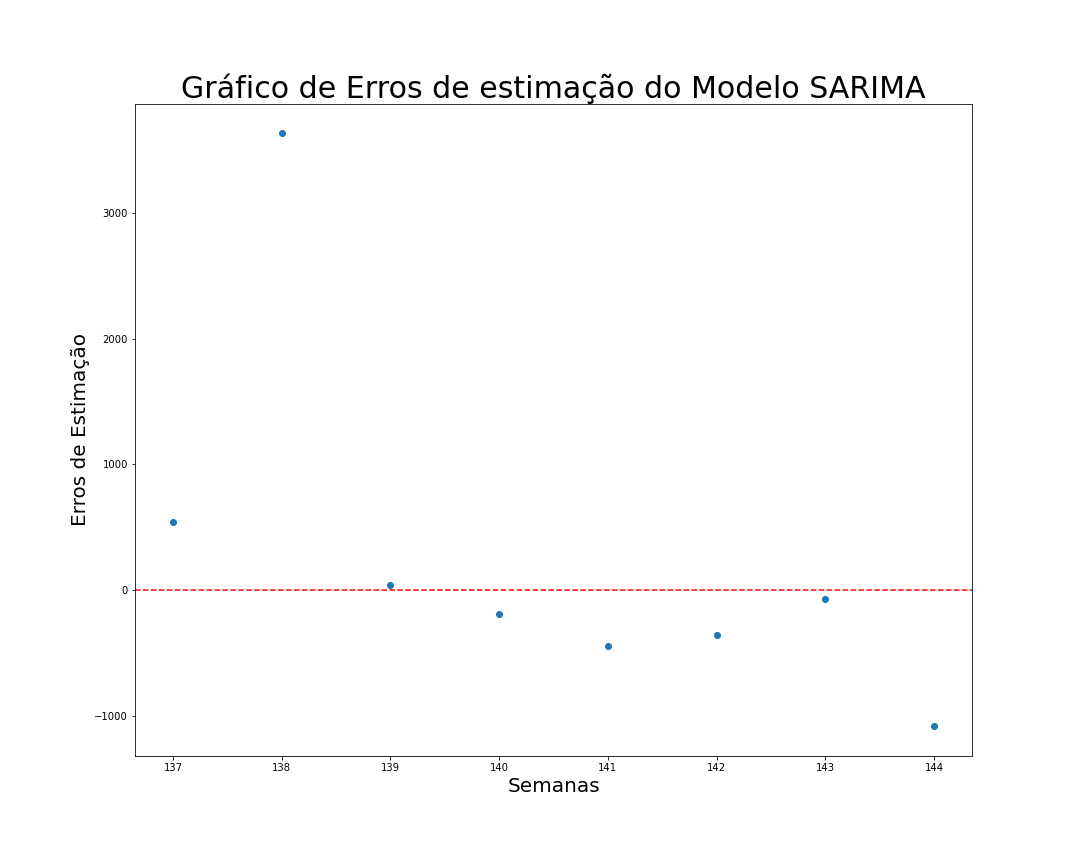 Gráfico de Erros de estimação do Modelo SARIMA
Erros de Estimação
3000
2000
1000
0
−1000
137 138 139 140 141 142 143 144
Semanas